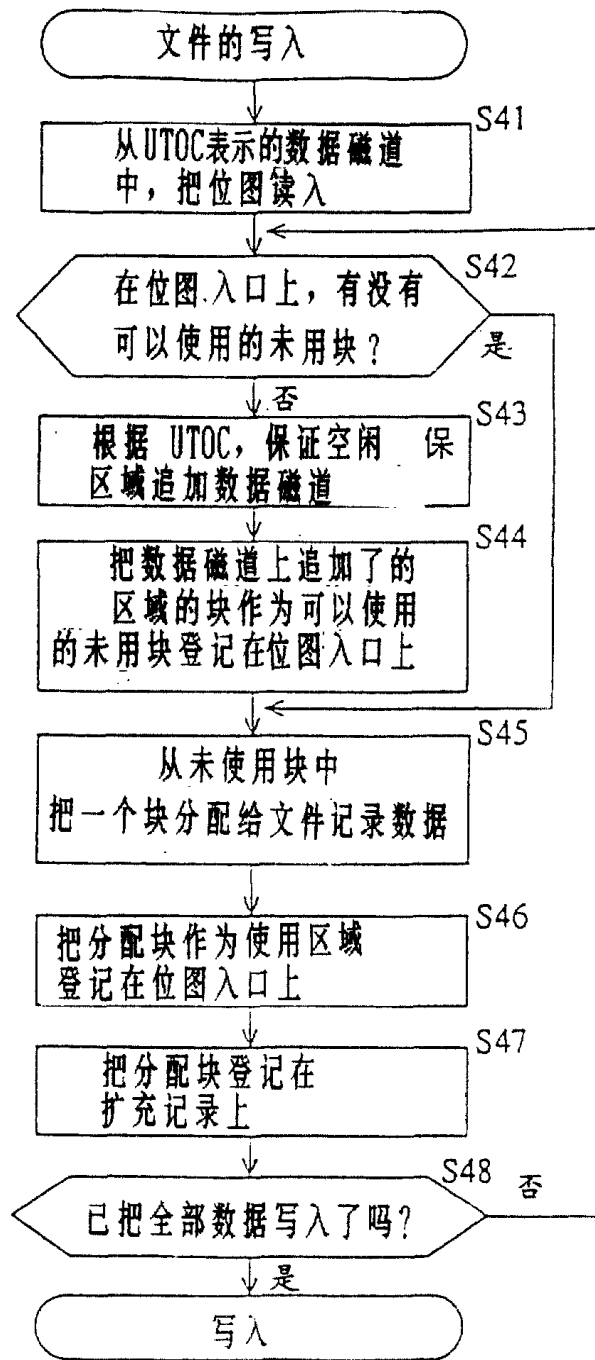 文件的写入
S41
从UTOC表示的数据磁道
中，把位图读入
S42
在位图入口上，有没有
可以使用的未用块？
是
否
S43
根据 UTOC，保证空闲 保
区域追加数据磁道
S44
把数据磁道上追加了的
区域的块作为可以使用
的未用块登记在位图入口上
S45
从未使用块中
把一个块分配给文件记录数据
S46
把分配块作为使用区域
登记在位图入口上
S47
把分配块登记在
扩充记录上
S48
否
已把全部数据写入了吗？
是
写入